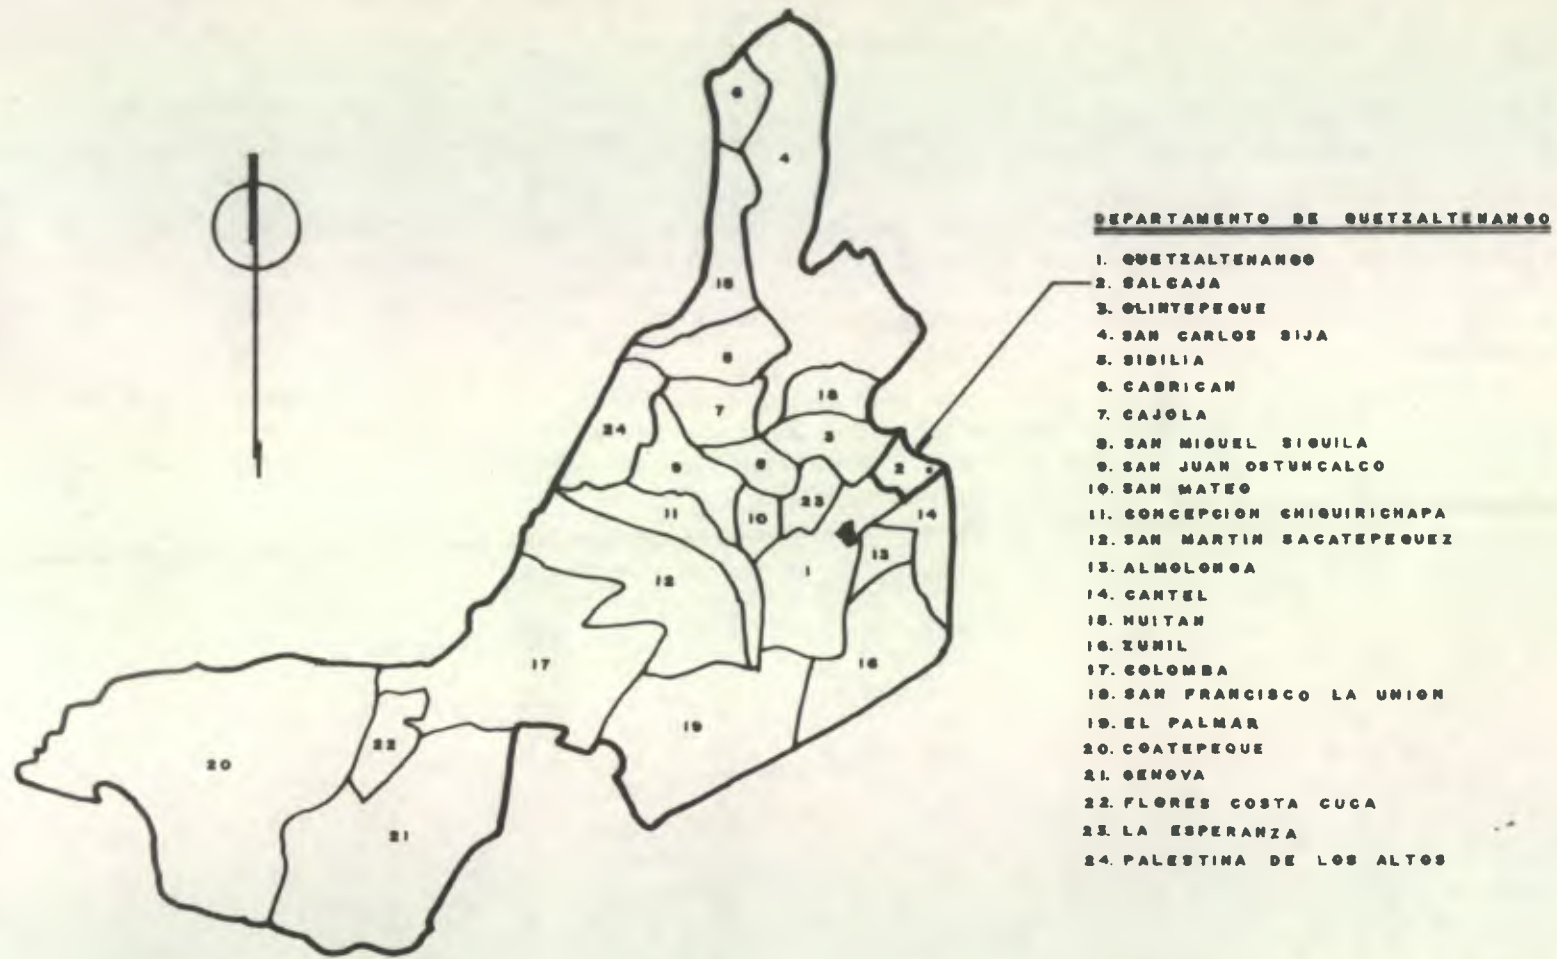 6
4
15
5
7
18
24
3
9
8
2
23
10
11
14
13
1
12
16
17
19
22
20
21
DEPARTAMENTO DE QUETZALTENANGO
1. QUETZALTENANGO
2. SALCAJA
3. OLINTEPEQUE
4. SAN CARLOS SIJA
5. SIBILIA
6. CABRICAN
7. CAJOLA
8. SAN MIGUEL SIGUILA
9. SAN JUAN OSTUNCALCO
10. SAN MATEO
11. CONCEPCION CHIQUIRICHAPA
12. SAN MARTIN SACATEPEQUEZ
13. ALMOLONGA
14. CANTEL
15. HUITAN
16. ZUNIL
17. COLOMBA
18. SAN FRANCISCO LA UNION
19. EL PALMAR
20. COATEPEQUE
21. GENOVA
22. FLORES COSTA CUCA
23. LA ESPERANZA
24. PALESTINA DE LOS ALTOS